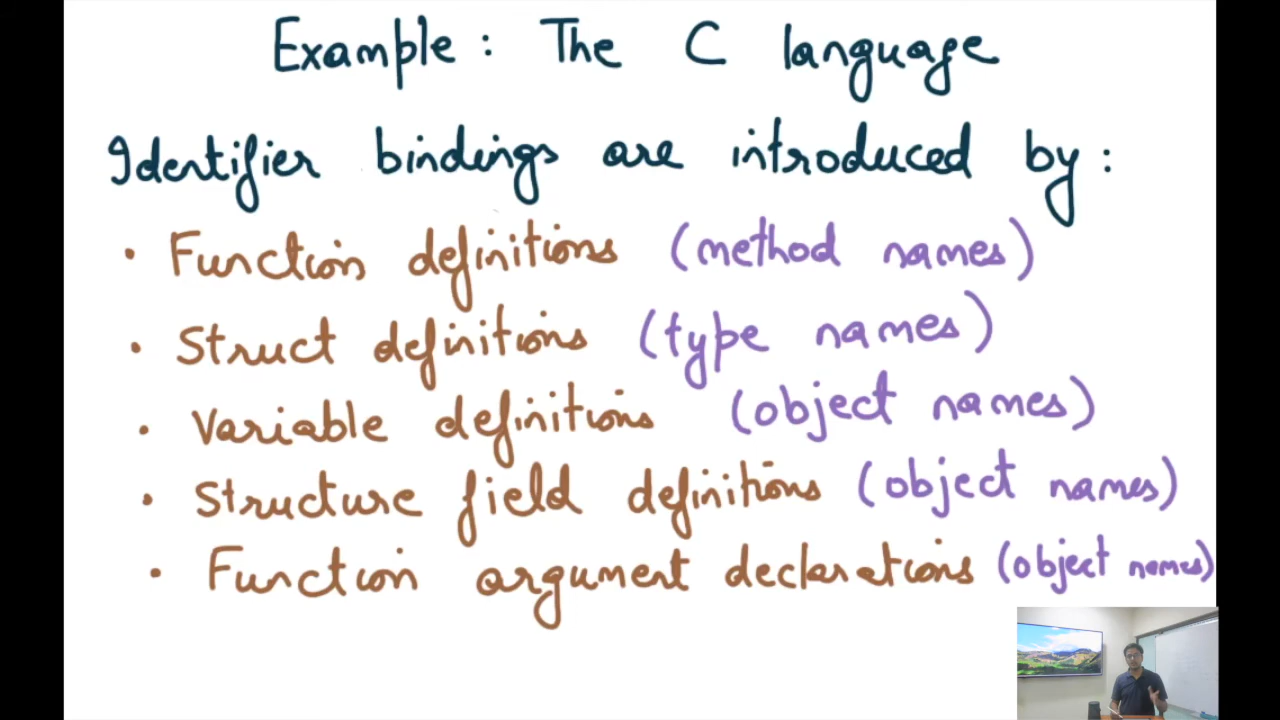 Example: The C language
Identifier bindings are introduced by:
· Function definitions (method names)
· Struct definitions (type names)
· Variable definitions (object names)
· Structure field definitions (object names)
· Function argument declarations (object names)